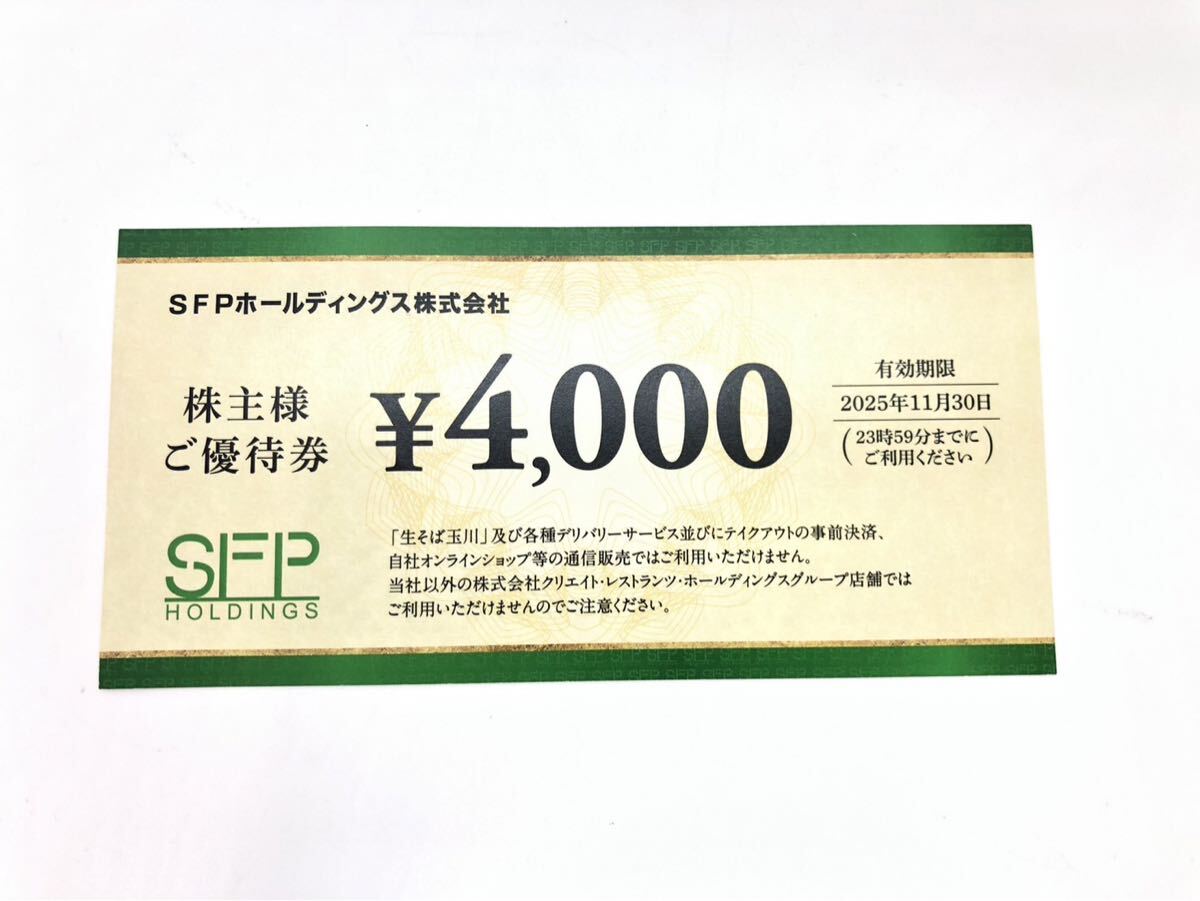 SFPホールディングス株式会社
株主様
ご優待券
¥4,000
有効期限
2025年11月30日
(23時59分までに
ご利用ください)
SFP
HOLDINGS
「生そば玉川」及び各種デリバリーサービス並びにテイクアウトの事前決済、
自社オンラインショップ等の通信販売ではご利用いただけません。
当社以外の株式会社クリエイト・レストランツ・ホールディングスグループ店舗では
ご利用いただけませんのでご注意ください。